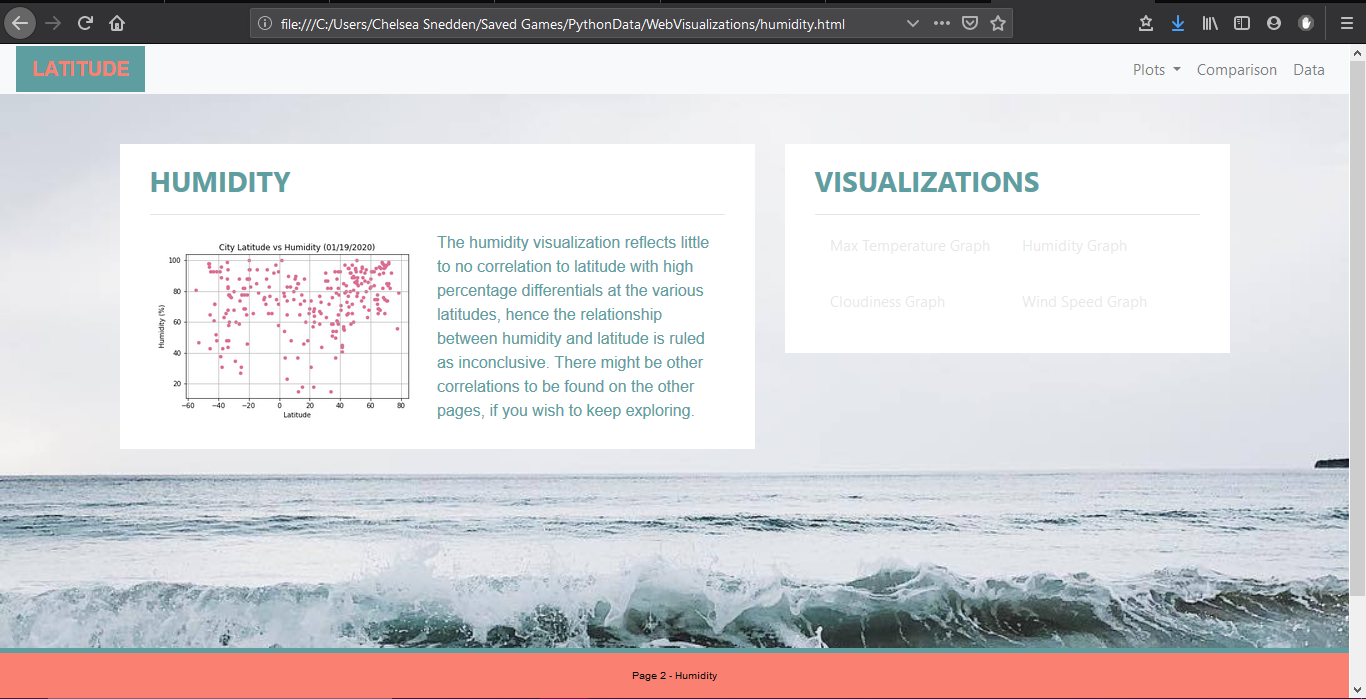 file:///C:/Users/Chelsea Snedden/Saved Games/PythonData/WebVisualizations/humidity.html
LATITUDE
Plots
Comparison
Data
HUMIDITY
City Latitude vs Humidity (01/19/2020)
100
80
60
40
20
Humidity (%)
−60 −40 −20 0 20 40 60 80
Latitude
The humidity visualization reflects little
to no correlation to latitude with high
percentage differentials at the various
latitudes, hence the relationship
between humidity and latitude is ruled
as inconclusive. There might be other
correlations to be found on the other
pages, if you wish to keep exploring.
VISUALIZATIONS
Max Temperature Graph
Humidity Graph
Cloudiness Graph
Wind Speed Graph
Page 2 - Humidity